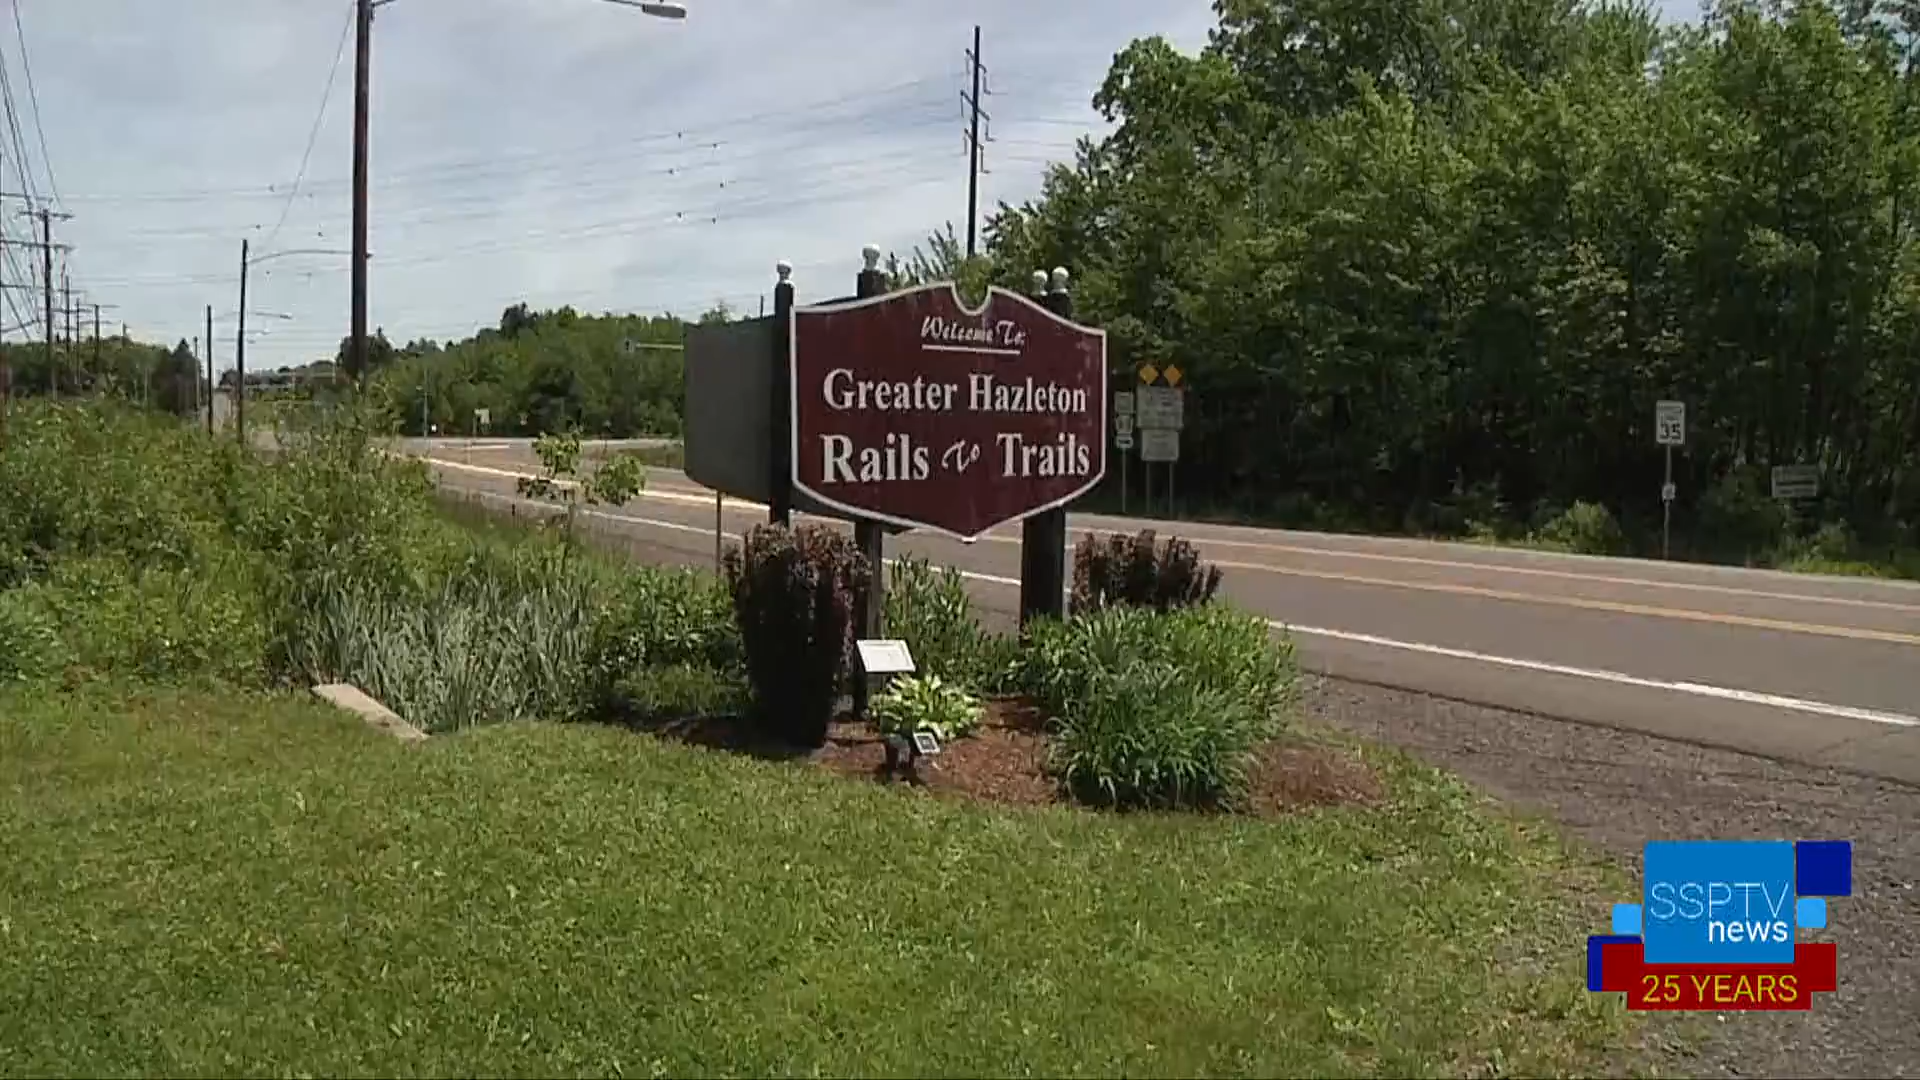 Welcome To:
Greater Hazleton
Rails To Trails
35
SSPTV
news
25 YEARS